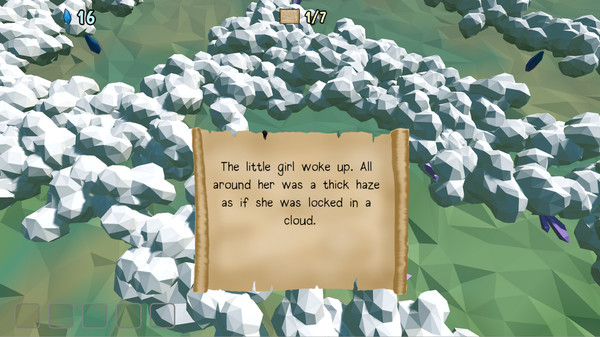 16
1/7
The little girl woke up. All
around her was a thick haze
as if she was locked in a
cloud.